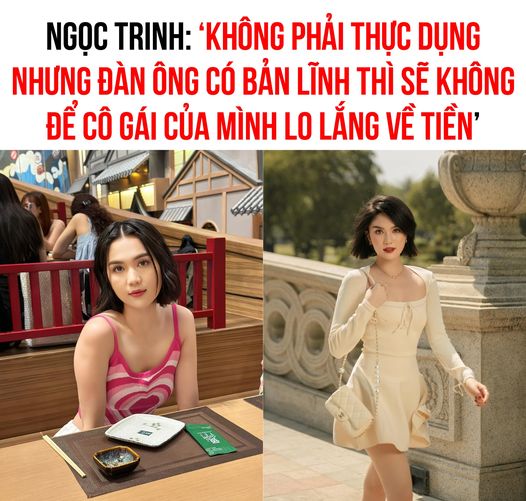 NGỌC TRINH: ‘KHÔNG PHẢI THỰC DỤNG
NHƯNG ĐÀN ÔNG CÓ BẢN LĨNH THÌ SẼ KHÔNG
ĐỂ CÔ GÁI CỦA MÌNH LO LẮNG VỀ TIỀN’